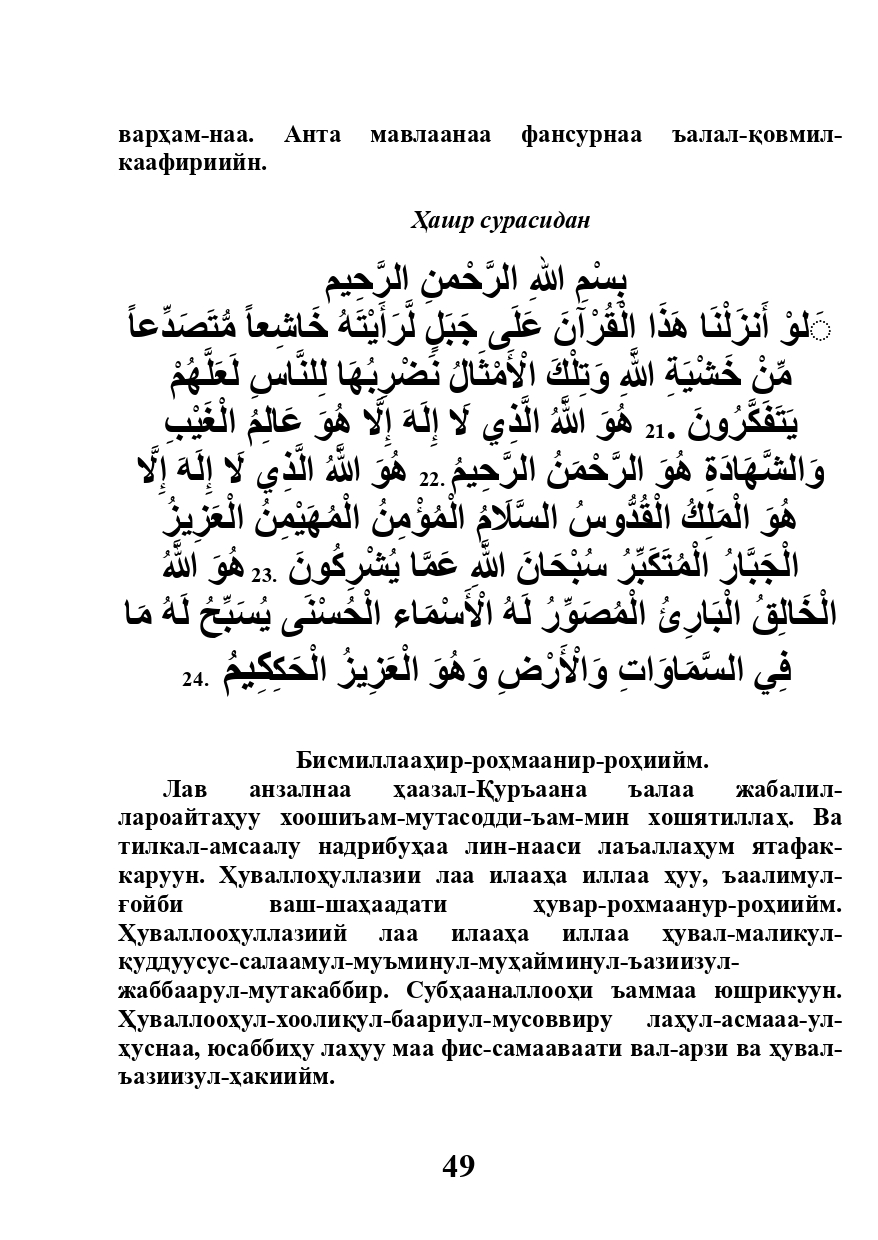 варҳам-наа. Анта мавлаанаа фансурнаа ъалал-қовмил-
каафириийн.
Ҳашр сурасидан
بِسْمِ اللهِ الرَّحْمنِ الرَّحِيم
َلوْ أَنزَلْنَا هَذَا الْقُرْآنَ عَلَى جَبَلٍ لَّرَأَيْتَهُ خَاشِعاً مُّتَصَدِّعاً
مِّنْ خَشْيَةِ اللَّهِ وَتِلْكَ الْأَمْثَالُ نَضْرِبُهَا لِلنَّاسِ لَعَلَّهُمْ
يَتَفَكَّرُونَ .21 هُوَ اللَّهُ الَّذِي لَا إِلَهَ إِلَّا هُوَ عَالِمُ الْغَيْبِ
وَالشَّهَادَةِ هُوَ الرَّحْمَنُ الرَّحِيمُ .22 هُوَ اللَّهُ الَّذِي لَا إِلَهَ إِلَّا
هُوَ الْمَلِكُ الْقُدُّوسُ السَّلَامُ الْمُؤْمِنُ الْمُهَيْمِنُ الْعَزِيزُ
الْجَبَّارُ الْمُتَكَبِّرُ سُبْحَانَ اللَّهِ عَمَّا يُشْرِكُونَ .23 هُوَ اللَّهُ
الْخَالِقُ الْبَارِئُ الْمُصَوِّرُ لَهُ الْأَسْمَاء الْحُسْنَى يُسَبِّحُ لَهُ مَا
فِي السَّمَاوَاتِ وَالْأَرْضِ وَهُوَ الْعَزِيزُ الْحَكِكِيمُ .24
Бисмиллааҳир-роҳмаанир-роҳиийм.
Лав анзалнаа ҳаазал-Қуръаана ъалаа жабалил-
лароайтаҳуу хоошиъам-мутасодди-ъам-мин хошятиллаҳ. Ва
тилкал-амсаалу надрибуҳаа лин-нааси лаъаллаҳум ятафак-
каруун. Ҳуваллоҳуллазии лаа илааҳа иллаа ҳуу, ъаалимул-
ғойби ваш-шаҳаадати ҳувар-рохмаанур-роҳиийм.
Ҳуваллооҳуллазиий лаа илааҳа иллаа ҳувал-маликул-
қуддуусус-салаамул-муъминул-муҳайминул-ъазиизул-
жаббаарул-мутакаббир. Субҳааналлооҳи ъаммаа юшрикуун.
Ҳуваллооҳул-хоолиқул-баариул-мусоввиру лаҳул-асмааа-ул-
ҳуснаа, юсаббиҳу лаҳуу маа фис-самаавaати вал-арзи ва ҳувал-
ъазиизул-ҳакиийм.
49